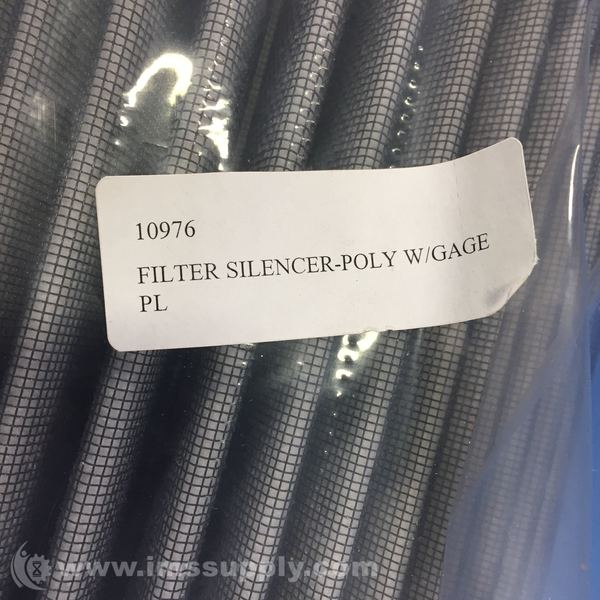 10976
FILTER SILENCER-POLY W/GAGE
PL
www.imssupply.com